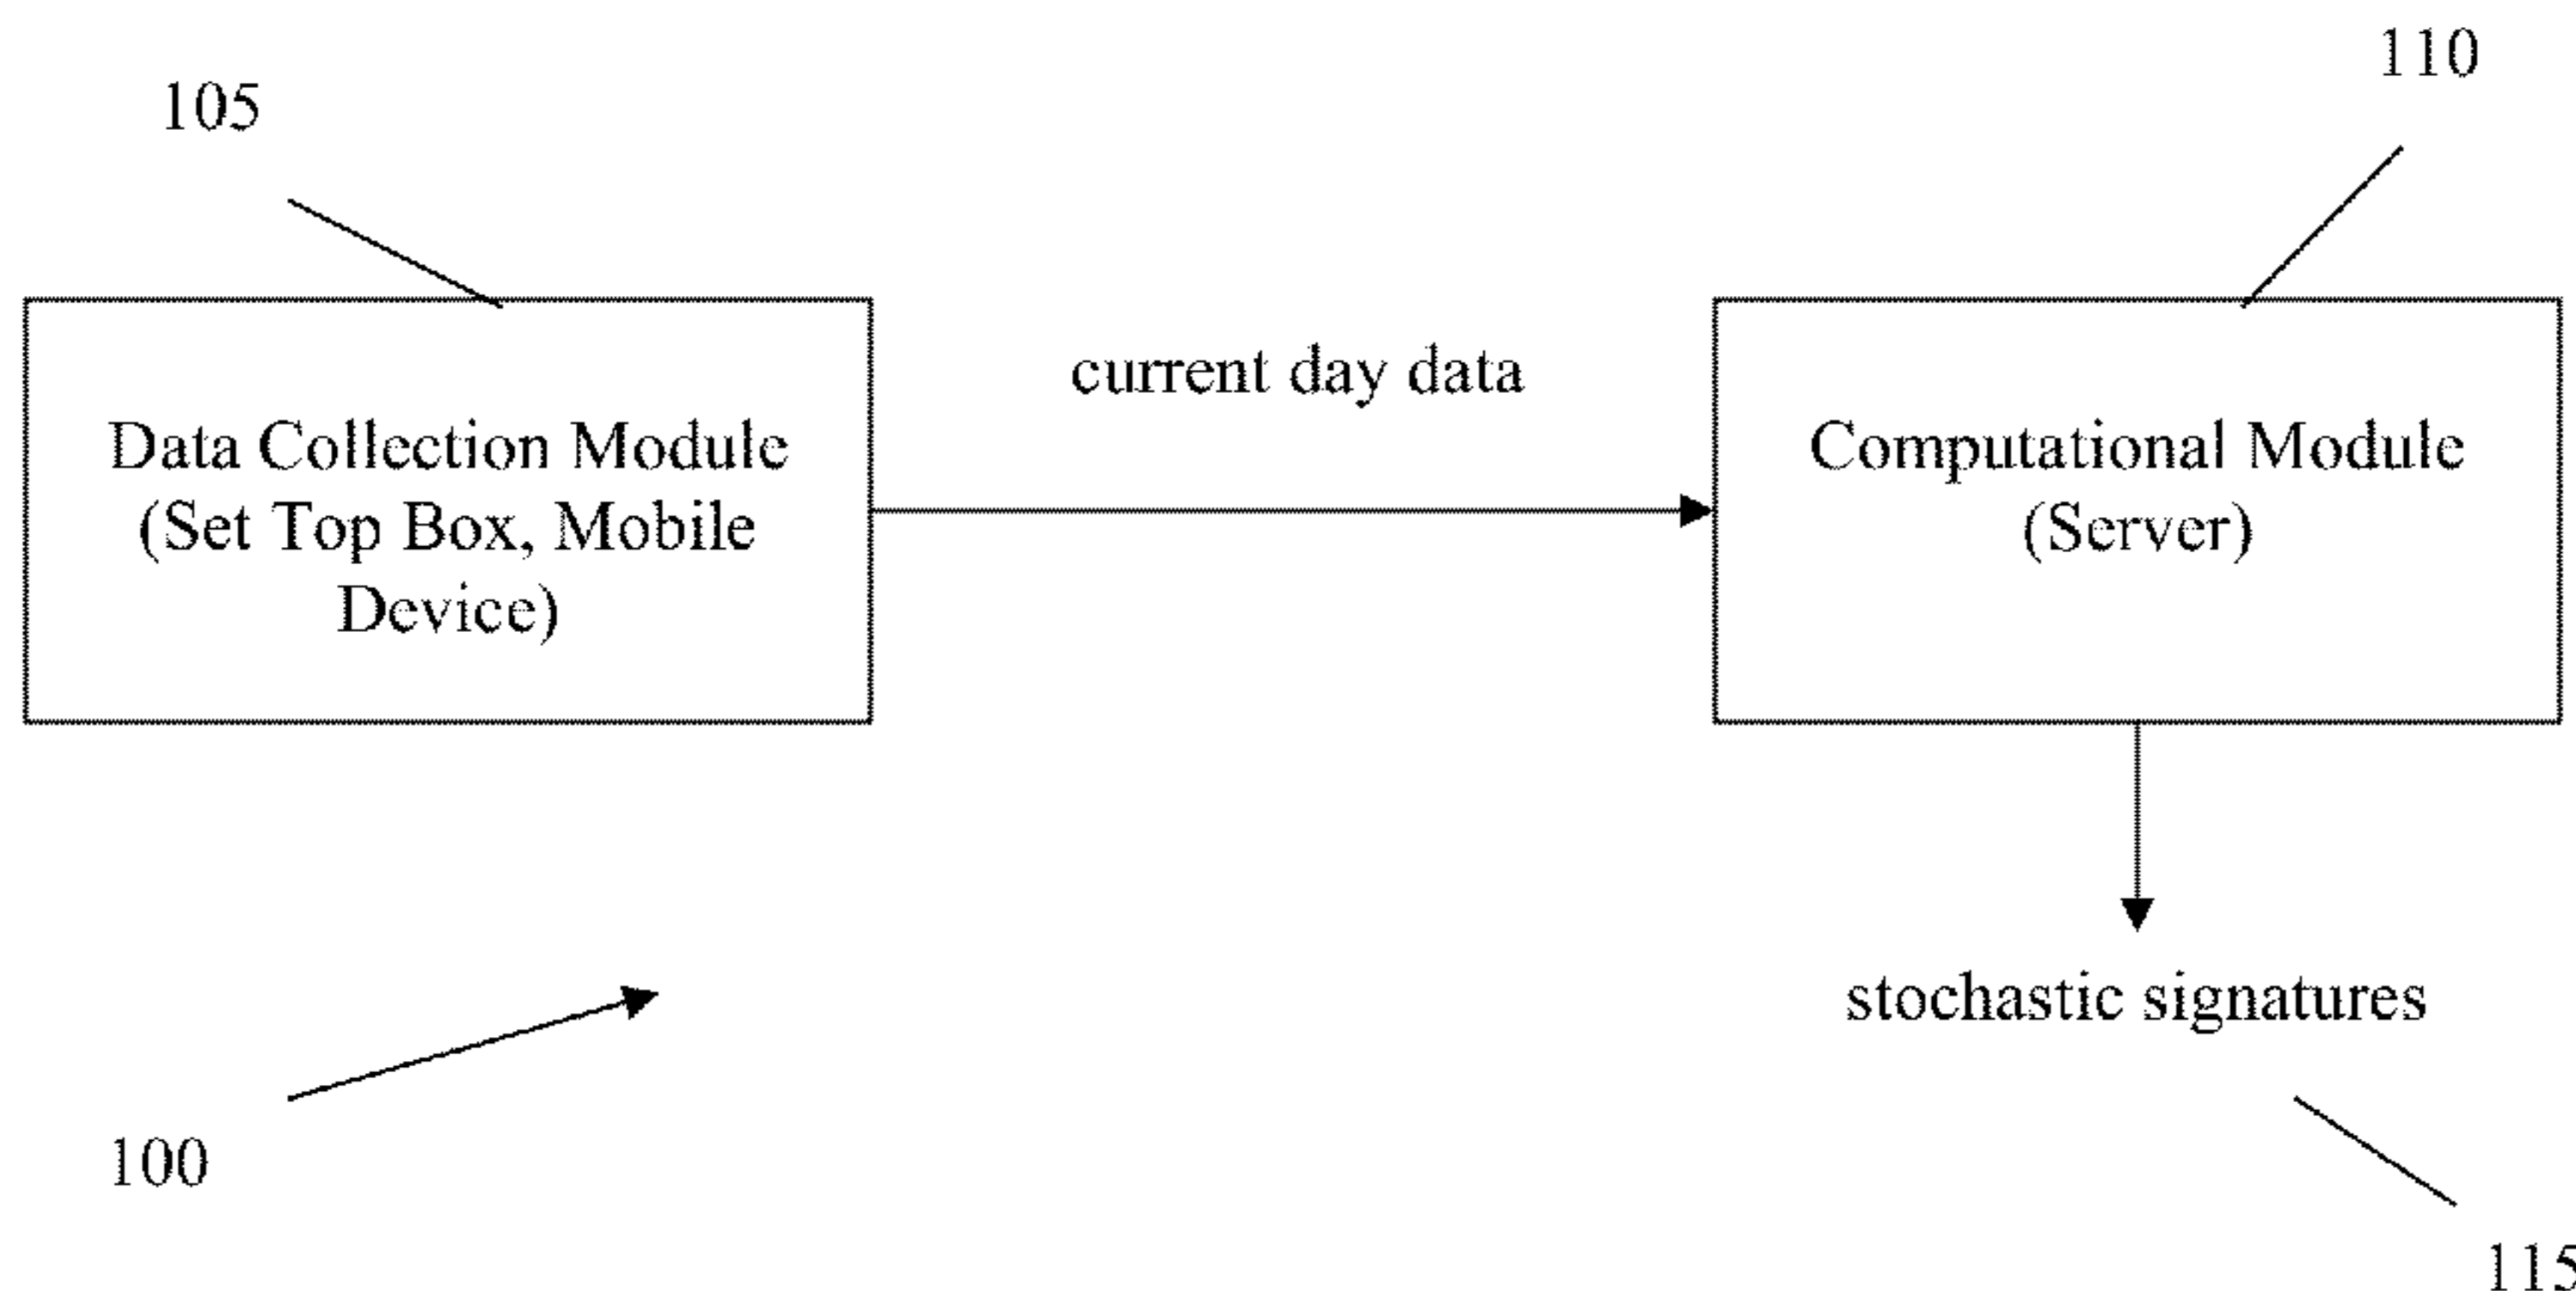 110
105
current day data
Data Collection Module
(Set Top Box, Mobile
Device)
Computational Module
(Server)
stochastic signatures
100
115